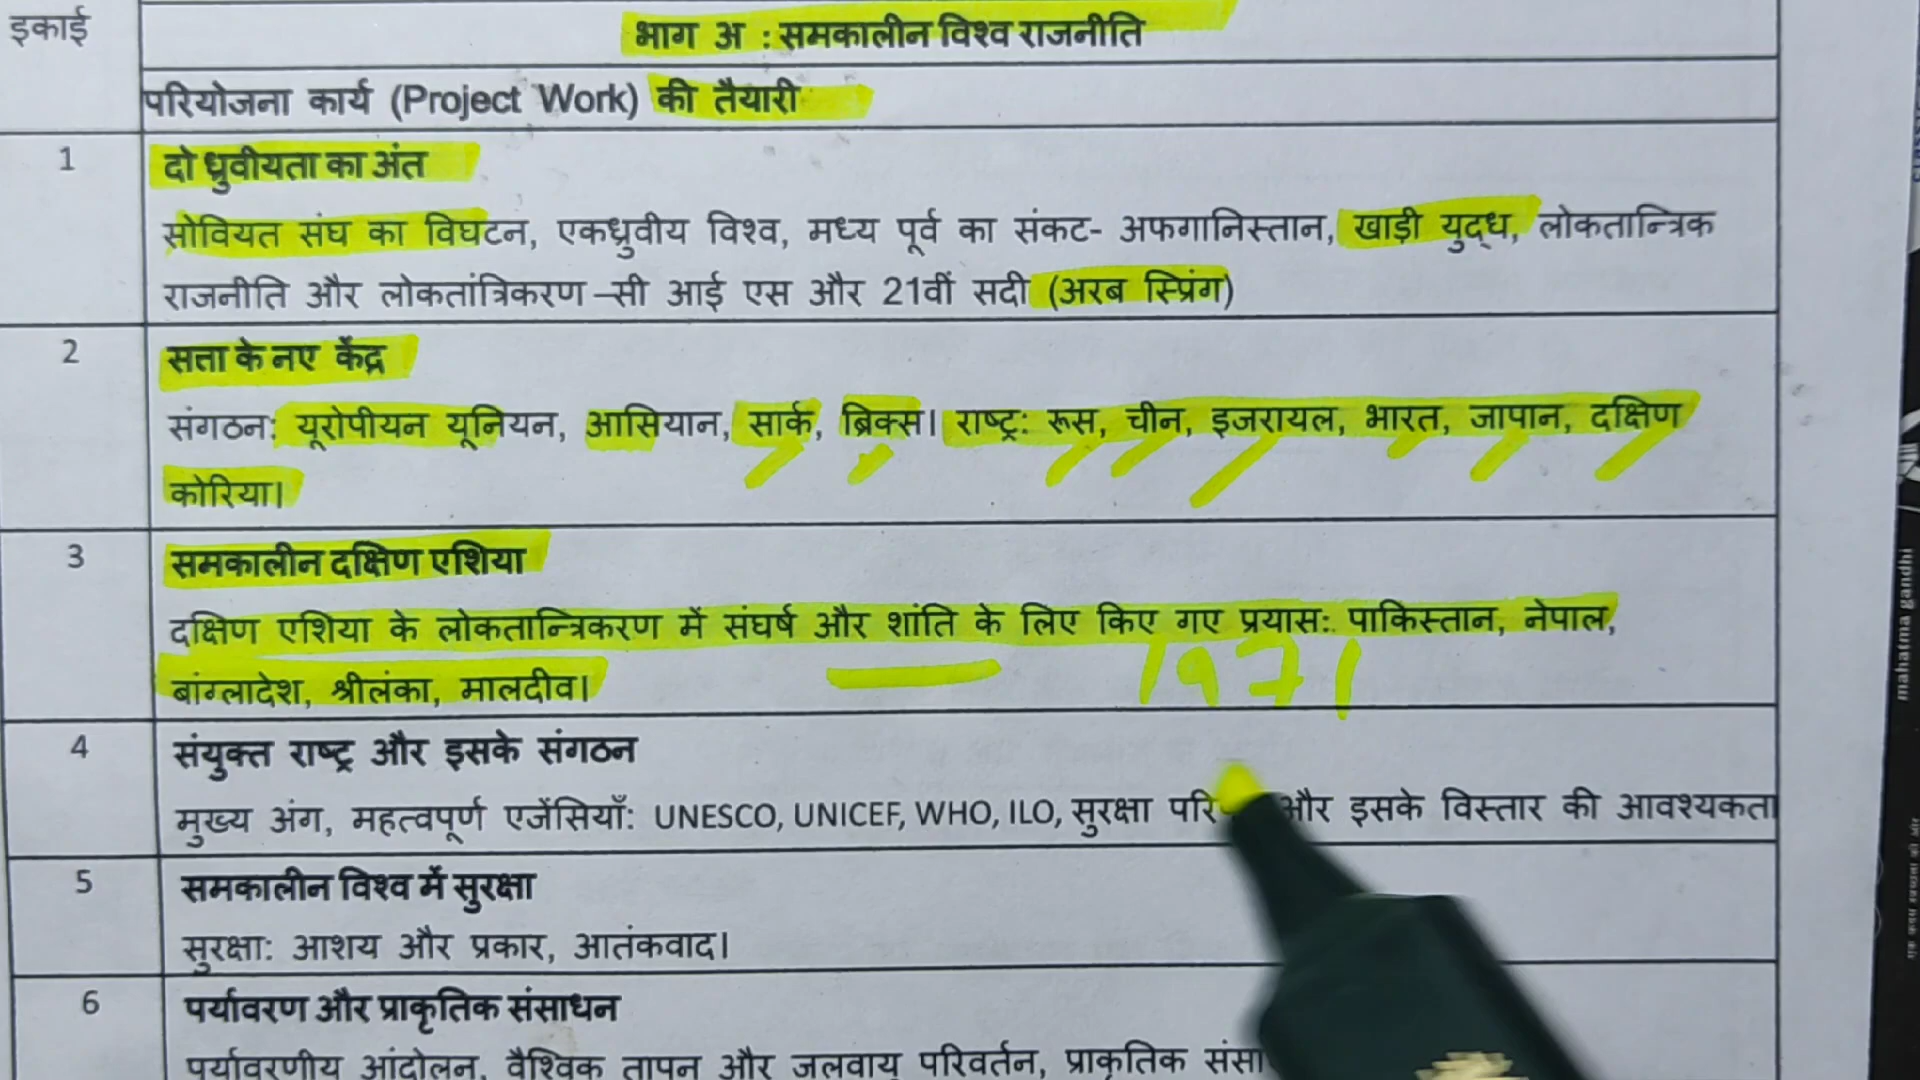 इकाई
भाग अ : समकालीन विश्व राजनीति
परियोजना कार्य (Project Work) की तैयारी
1
दो ध्रुवीयता का अंत
सोवियत संघ का विघटन, एकध्रुवीय विश्व, मध्य पूर्व का संकट- अफगानिस्तान, खाड़ी युद्ध, लोकतान्त्रिक
राजनीति और लोकतांत्रिकरण –सी आई एस और 21वीं सदी (अरब स्प्रिंग)
2
सत्ता के नए केंद्र
संगठन: यूरोपीयन यूनियन, आसियान, सार्क, ब्रिक्स। राष्ट्र: रूस, चीन, इजरायल, भारत, जापान, दक्षिण
कोरिया।
3
समकालीन दक्षिण एशिया
दक्षिण एशिया के लोकतान्त्रिकरण में संघर्ष और शांति के लिए किए गए प्रयास: पाकिस्तान, नेपाल,
बांग्लादेश, श्रीलंका, मालदीव।
1971
4
संयुक्त राष्ट्र और इसके संगठन
मुख्य अंग, महत्वपूर्ण एजेंसियाँ: UNESCO, UNICEF, WHO, ILO, सुरक्षा और इसके विस्तार की आवश्यकता
5
समकालीन विश्व में सुरक्षा
सुरक्षा: आशय और प्रकार, आतंकवाद।
6
पर्यावरण और प्राकृतिक संसाधन
पर्यावरणीय आंदोलन, वैश्विक तापन और जलवायु परिवर्तन, प्राकृतिक
mahatma gandhi